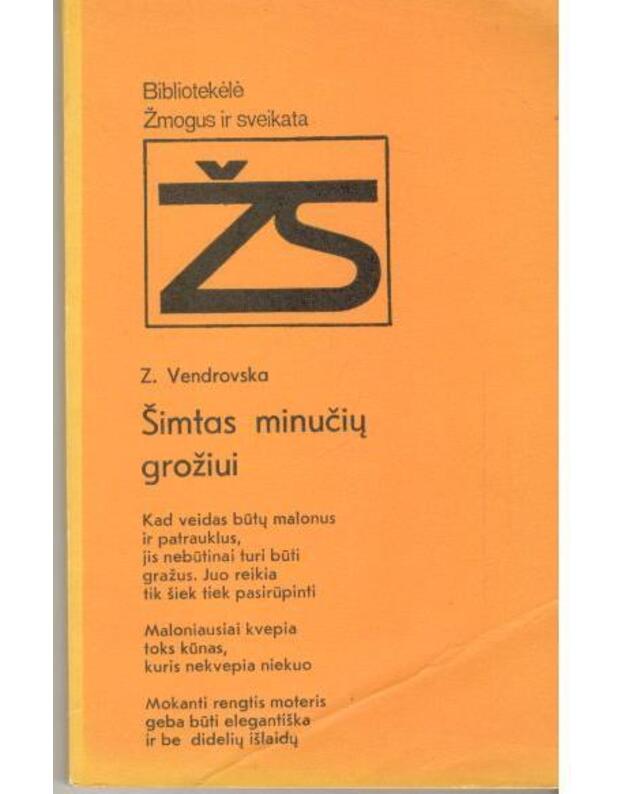 Bibliotekėlė
Žmogus ir sveikata
ŽS
Z. Vendrovska
Šimtas minučių
grožiui
Kad veidas būtų malonus
ir patrauklus,
jis nebūtinai turi būti
gražus. Juo reikia
tik šiek tiek pasirūpinti
Maloniausiai kvepia
toks kūnas,
kuris nekvepia niekuo
Mokanti rengtis moteris
geba būti elegantiška
ir be didelių išlaidų